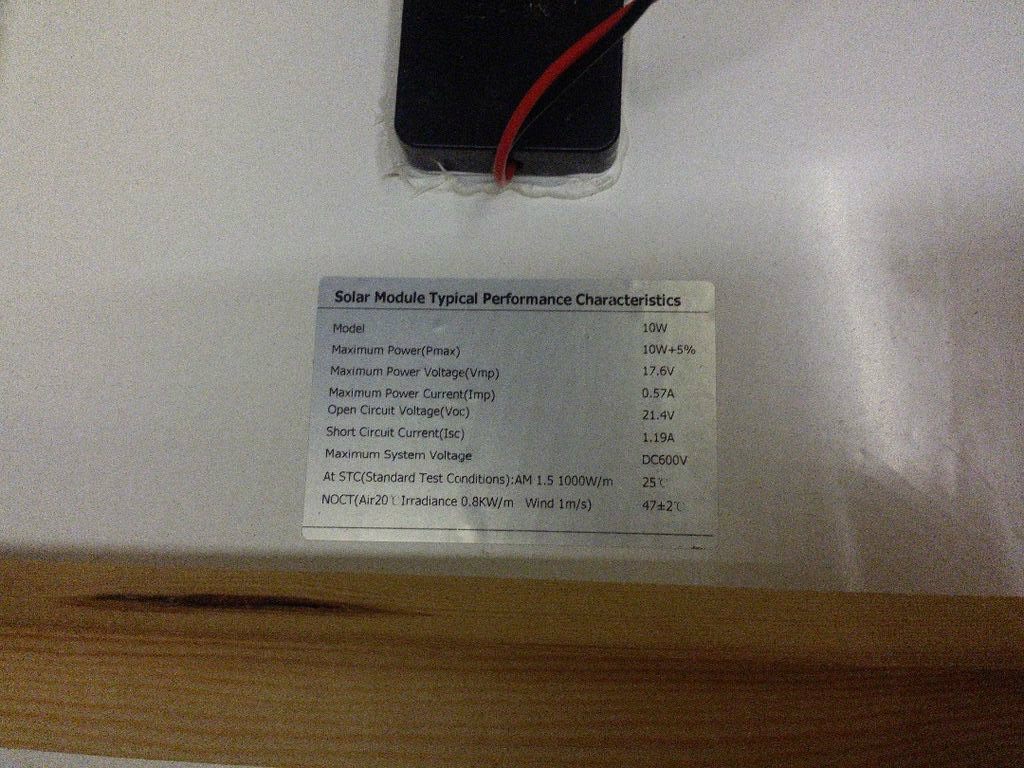 Solar Module Typical Performance Characteristics
Model 10W
Maximum Power(Pmax) 10W+5%
Maximum Power Voltage(Vmp) 17.6V
Maximum Power Current(Imp) 0.57A
Open Circuit Voltage(Voc) 21.4V
Short Circuit Current(Isc) 1.19A
Maximum System Voltage DC600V
At STC(Standard Test Conditions):AM 1.5 1000W/m 25℃
NOCT(Air20℃ Irradiance 0.8KW/m Wind 1m/s) 47±2℃